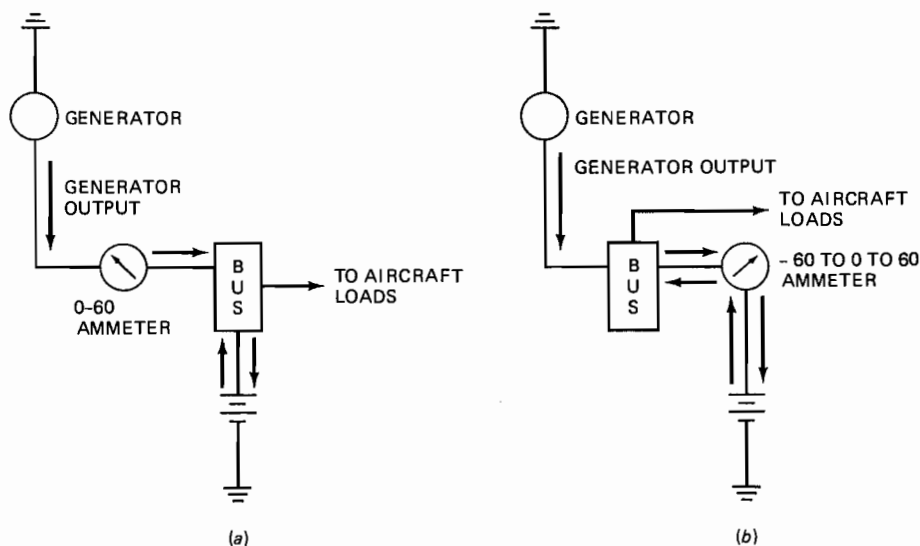 GENERATOR
GENERATOR
OUTPUT
0-60
AMMETER
B
U
S
TO AIRCRAFT
LOADS
(a)
GENERATOR
GENERATOR OUTPUT
TO AIRCRAFT
LOADS
B
U
S
- 60 TO 0 TO 60
AMMETER
(b)